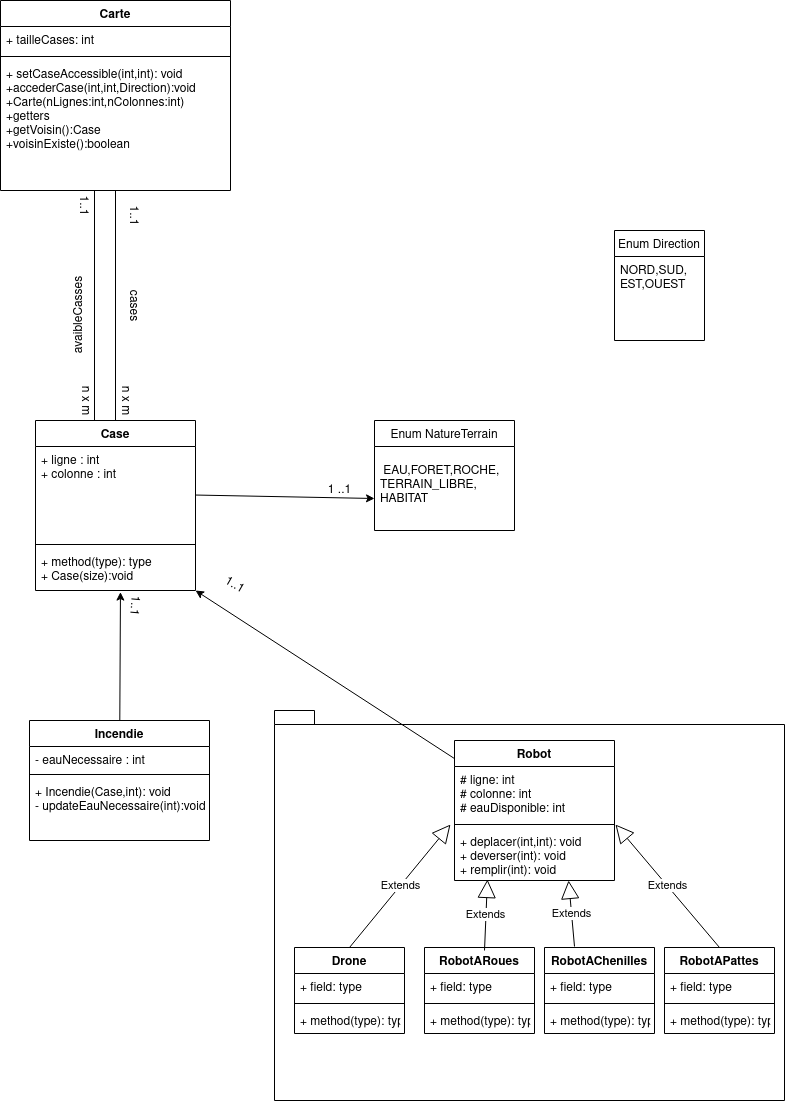 Carte
+ tailleCases: int
+ setCaseAccessible(int,int): void
+accederCase(int,int,Direction):void
+Carte(nLignes:int,nColonnes:int)
+getters
+getVoisin():Case
+voisinExiste():boolean
1..1
1..1
avaibleCasses
cases
n x m
n x m
Enum Direction
NORD,SUD,
EST,OUEST
Case
+ ligne : int
+ colonne : int
+ method(type): type
+ Case(size):void
1 ..1
Enum NatureTerrain
EAU,FORET,ROCHE,
TERRAIN_LIBRE,
HABITAT
1..1
1..1
Incendie
- eauNecessaire : int
+ Incendie(Case,int): void
- updateEauNecessaire(int):void
Robot
# ligne: int
# colonne: int
# eauDisponible: int
+ deplacer(int,int): void
+ deverser(int): void
+ remplir(int): void
Extends
Extends
Extends
Extends
Drone
+ field: type
+ method(type): typ
RobotARoues
+ field: type
+ method(type): typ
RobotAChenilles
+ field: type
+ method(type): typ
RobotAPattes
+ field: type
+ method(type): typ